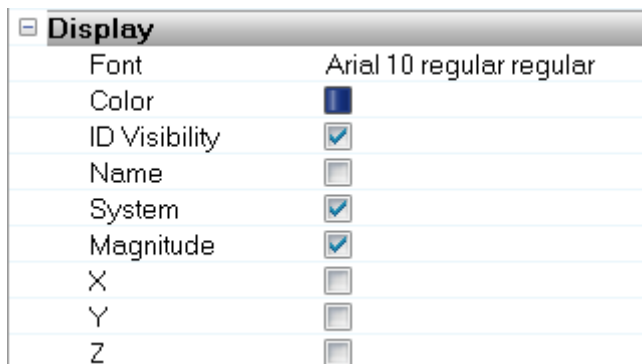 Display
Font Arial 10 regular regular
Color
ID Visibility
Name
System
Magnitude
X
Y
Z